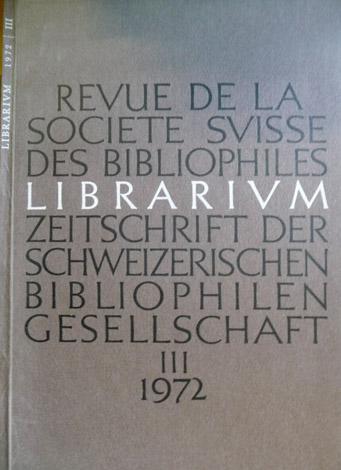 LIBRARIVM 1972 | III
REVUE DE LA
SOCIETE SVISSE
DES BIBLIOPHILES
LIBRARIVM
ZEITSCHRIFT DER
SCHWEIZERISCHEN
BIBLIOPHILEN
GESELLSCHAFT
III
1972